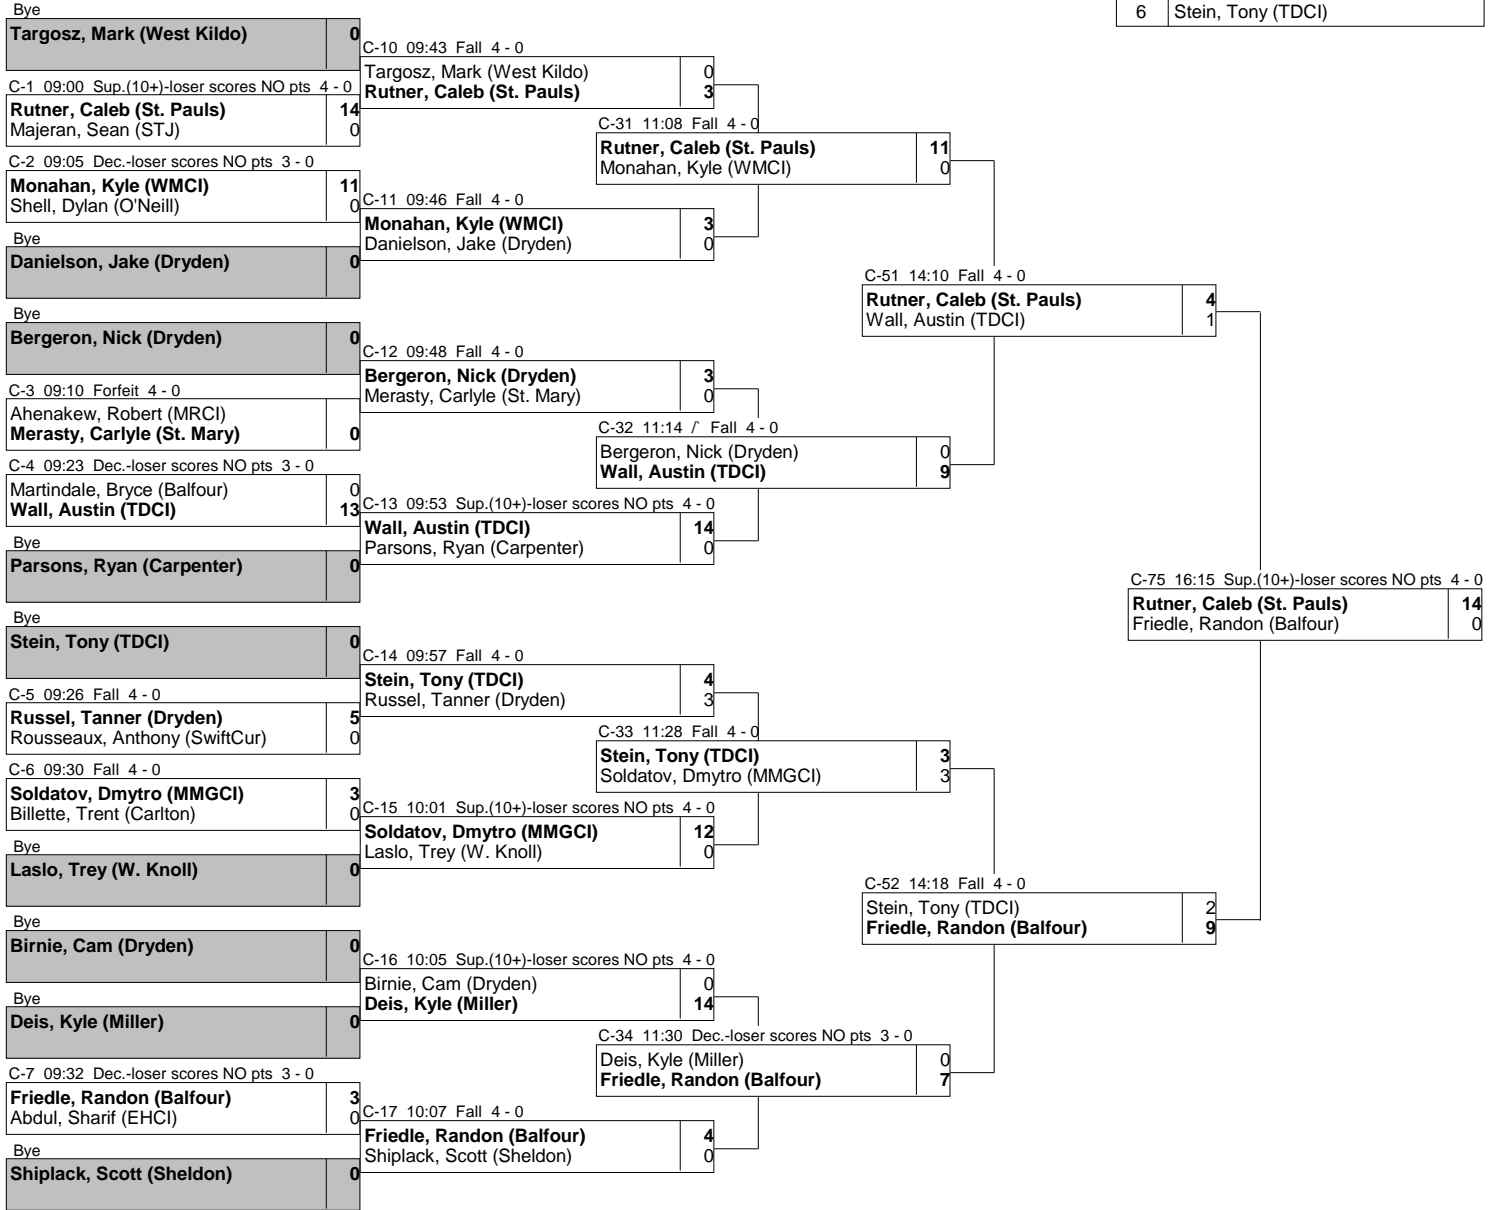 6 Stein, Tony (TDCI)
Bye
Targosz, Mark (West Kildo) 0
C-1 09:00 Sup.(10+)-loser scores NO pts 4 - 0
Rutner, Caleb (St. Pauls) 14
Majeran, Sean (STJ) 0
C-2 09:05 Dec.-loser scores NO pts 3 - 0
Monahan, Kyle (WMCI) 11
Shell, Dylan (O'Neill) 0
Bye
Danielson, Jake (Dryden) 0
Bye
Bergeron, Nick (Dryden) 0
C-3 09:10 Forfeit 4 - 0
Ahenakew, Robert (MRCI)
Merasty, Carlyle (St. Mary) 0
C-4 09:23 Dec.-loser scores NO pts 3 - 0
Martindale, Bryce (Balfour) 0
Wall, Austin (TDCI) 13
Bye
Parsons, Ryan (Carpenter) 0
Bye
Stein, Tony (TDCI) 0
C-5 09:26 Fall 4 - 0
Russel, Tanner (Dryden) 5
Rousseaux, Anthony (SwiftCur) 0
C-6 09:30 Fall 4 - 0
Soldatov, Dmytro (MMGCI) 3
Billette, Trent (Carlton) 0
Bye
Laslo, Trey (W. Knoll) 0
Bye
Birnie, Cam (Dryden) 0
Bye
Deis, Kyle (Miller) 0
C-7 09:32 Dec.-loser scores NO pts 3 - 0
Friedle, Randon (Balfour) 3
Abdul, Sharif (EHCI) 0
Bye
Shiplack, Scott (Sheldon) 0
C-10 09:43 Fall 4 - 0
Targosz, Mark (West Kildo) 0
Rutner, Caleb (St. Pauls) 3
C-11 09:46 Fall 4 - 0
Monahan, Kyle (WMCI) 3
Danielson, Jake (Dryden) 0
C-12 09:48 Fall 4 - 0
Bergeron, Nick (Dryden) 3
Merasty, Carlyle (St. Mary) 0
C-13 09:53 Sup.(10+)-loser scores NO pts 4 - 0
Wall, Austin (TDCI) 14
Parsons, Ryan (Carpenter) 0
C-14 09:57 Fall 4 - 0
Stein, Tony (TDCI) 4
Russel, Tanner (Dryden) 3
C-15 10:01 Sup.(10+)-loser scores NO pts 4 - 0
Soldatov, Dmytro (MMGCI) 12
Laslo, Trey (W. Knoll) 0
C-16 10:05 Sup.(10+)-loser scores NO pts 4 - 0
Birnie, Cam (Dryden) 0
Deis, Kyle (Miller) 14
C-17 10:07 Fall 4 - 0
Friedle, Randon (Balfour) 4
Shiplack, Scott (Sheldon) 0
C-31 11:08 Fall 4 - 0
Rutner, Caleb (St. Pauls) 11
Monahan, Kyle (WMCI) 0
C-32 11:14 Fall 4 - 0
Bergeron, Nick (Dryden) 0
Wall, Austin (TDCI) 9
C-33 11:28 Fall 4 - 0
Stein, Tony (TDCI) 3
Soldatov, Dmytro (MMGCI) 3
C-34 11:30 Dec.-loser scores NO pts 3 - 0
Deis, Kyle (Miller) 0
Friedle, Randon (Balfour) 7
C-51 14:10 Fall 4 - 0
Rutner, Caleb (St. Pauls) 4
Wall, Austin (TDCI) 1
C-52 14:18 Fall 4 - 0
Stein, Tony (TDCI) 2
Friedle, Randon (Balfour) 9
C-75 16:15 Sup.(10+)-loser scores NO pts 4 - 0
Rutner, Caleb (St. Pauls) 14
Friedle, Randon (Balfour) 0